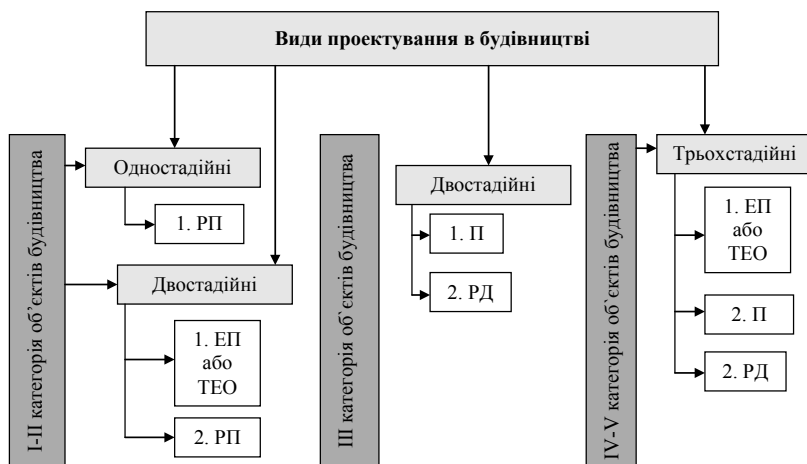 Види проектування в будівництві
I-II категорія об’єктів будівництва
Одностадійні
1. РП
Двостадійні
1. ЕП
або
ТЕО
2. РП
III категорія об`єктів будівництва
Двостадійні
1. П
2. РД
IV-V категорія об`єктів будівництва
Трьохстадійні
1. ЕП
або
ТЕО
2. П
2. РД